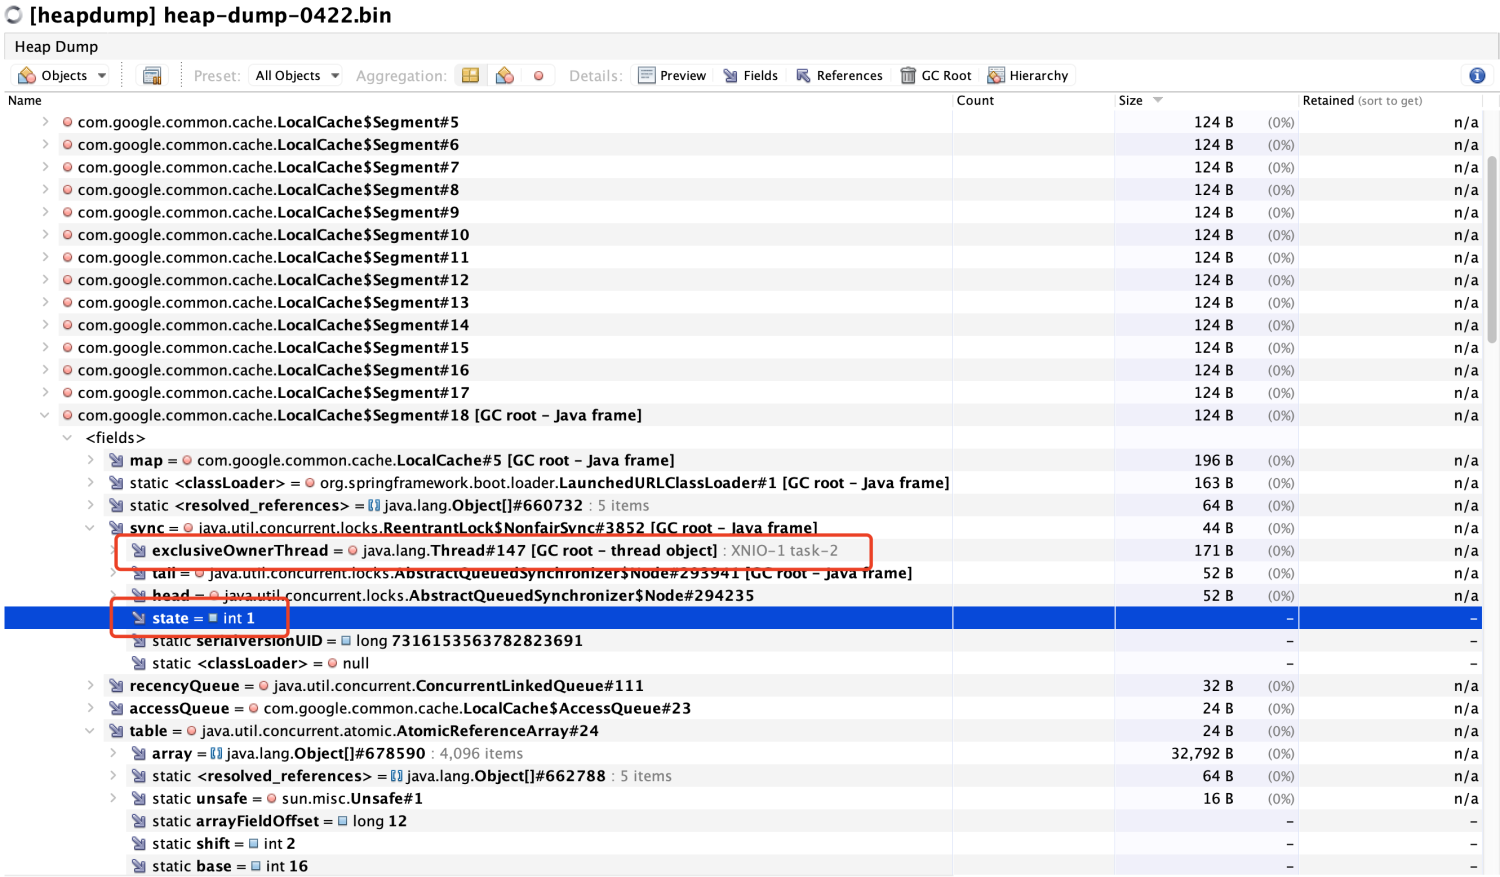 [heapdump] heap-dump-0422.bin
Heap Dump
Objects Preset: All Objects Aggregation: Details: Preview Fields References GC Root Hierarchy
Name Count Size Retained (sort to get)
com.google.common.cache.LocalCache$Segment#5 124 B (0%) n/a
com.google.common.cache.LocalCache$Segment#6 124 B (0%) n/a
com.google.common.cache.LocalCache$Segment#7 124 B (0%) n/a
com.google.common.cache.LocalCache$Segment#8 124 B (0%) n/a
com.google.common.cache.LocalCache$Segment#9 124 B (0%) n/a
com.google.common.cache.LocalCache$Segment#10 124 B (0%) n/a
com.google.common.cache.LocalCache$Segment#11 124 B (0%) n/a
com.google.common.cache.LocalCache$Segment#12 124 B (0%) n/a
com.google.common.cache.LocalCache$Segment#13 124 B (0%) n/a
com.google.common.cache.LocalCache$Segment#14 124 B (0%) n/a
com.google.common.cache.LocalCache$Segment#15 124 B (0%) n/a
com.google.common.cache.LocalCache$Segment#16 124 B (0%) n/a
com.google.common.cache.LocalCache$Segment#17 124 B (0%) n/a
com.google.common.cache.LocalCache$Segment#18 [GC root - Java frame] 124 B (0%) n/a
<fields>
map = com.google.common.cache.LocalCache#5 [GC root - Java frame] 196 B (0%) n/a
static <classLoader> = org.springframework.boot.loader.LaunchedURLClassLoader#1 [GC root - Java frame] 163 B (0%) n/a
static <resolved_references> = java.lang.Object[]#660732 : 5 items 64 B (0%) n/a
sync = java.util.concurrent.locks.ReentrantLock$NonfairSync#3852 [GC root - Java frame] 44 B (0%) n/a
exclusiveOwnerThread = java.lang.Thread#147 [GC root - thread object] : XNIO-1 task-2 171 B (0%) n/a
tail = java.util.concurrent.locks.AbstractQueuedSynchronizer$Node#293941 [GC root - Java frame] 52 B (0%) n/a
head = java.util.concurrent.locks.AbstractQueuedSynchronizer$Node#294235 52 B (0%) n/a
state = int 1 - -
static serialVersionUID = long 7316153563782823691 - -
static <classLoader> = null - -
recencyQueue = java.util.concurrent.ConcurrentLinkedQueue#111 32 B (0%) n/a
accessQueue = com.google.common.cache.LocalCache$AccessQueue#23 24 B (0%) n/a
table = java.util.concurrent.atomic.AtomicReferenceArray#24 24 B (0%) n/a
array = java.lang.Object[]#678590 : 4,096 items 32,792 B (0%) n/a
static <resolved_references> = java.lang.Object[]#662788 : 5 items 64 B (0%) n/a
static unsafe = sun.misc.Unsafe#1 16 B (0%) n/a
static arrayFieldOffset = long 12 - -
static shift = int 2 - -
static base = int 16 - -